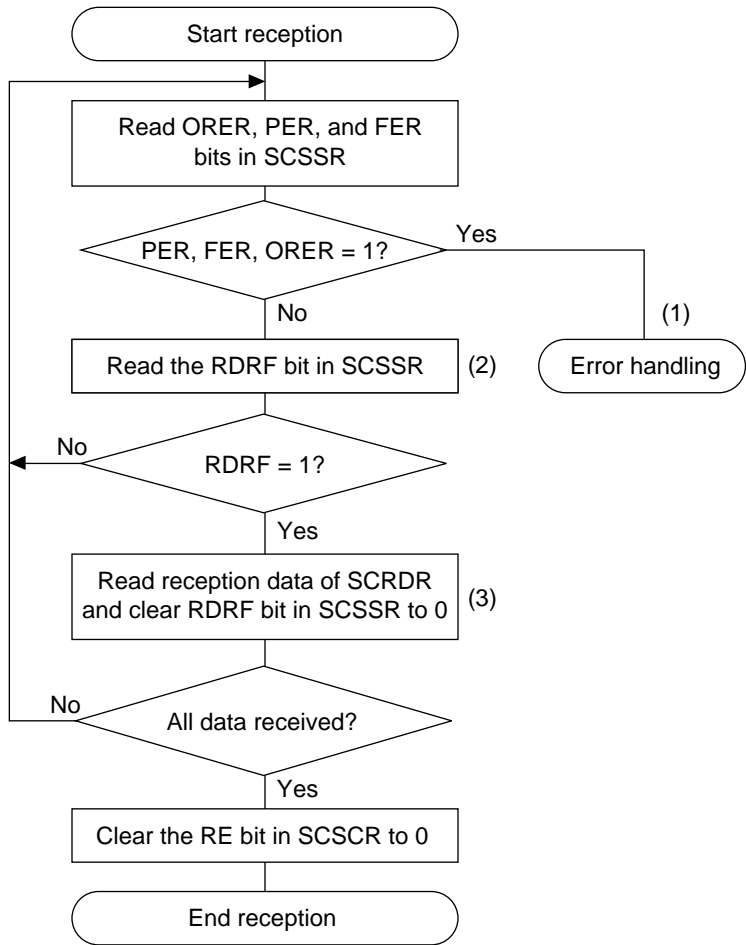 Start reception
Read ORER, PER, and FER
bits in SCSSR
PER, FER, ORER = 1?
Yes
No
(1)
Error handling
Read the RDRF bit in SCSSR
(2)
No
RDRF = 1?
Yes
Read reception data of SCRDR
and clear RDRF bit in SCSSR to 0
(3)
No
All data received?
Yes
Clear the RE bit in SCSCR to 0
End reception